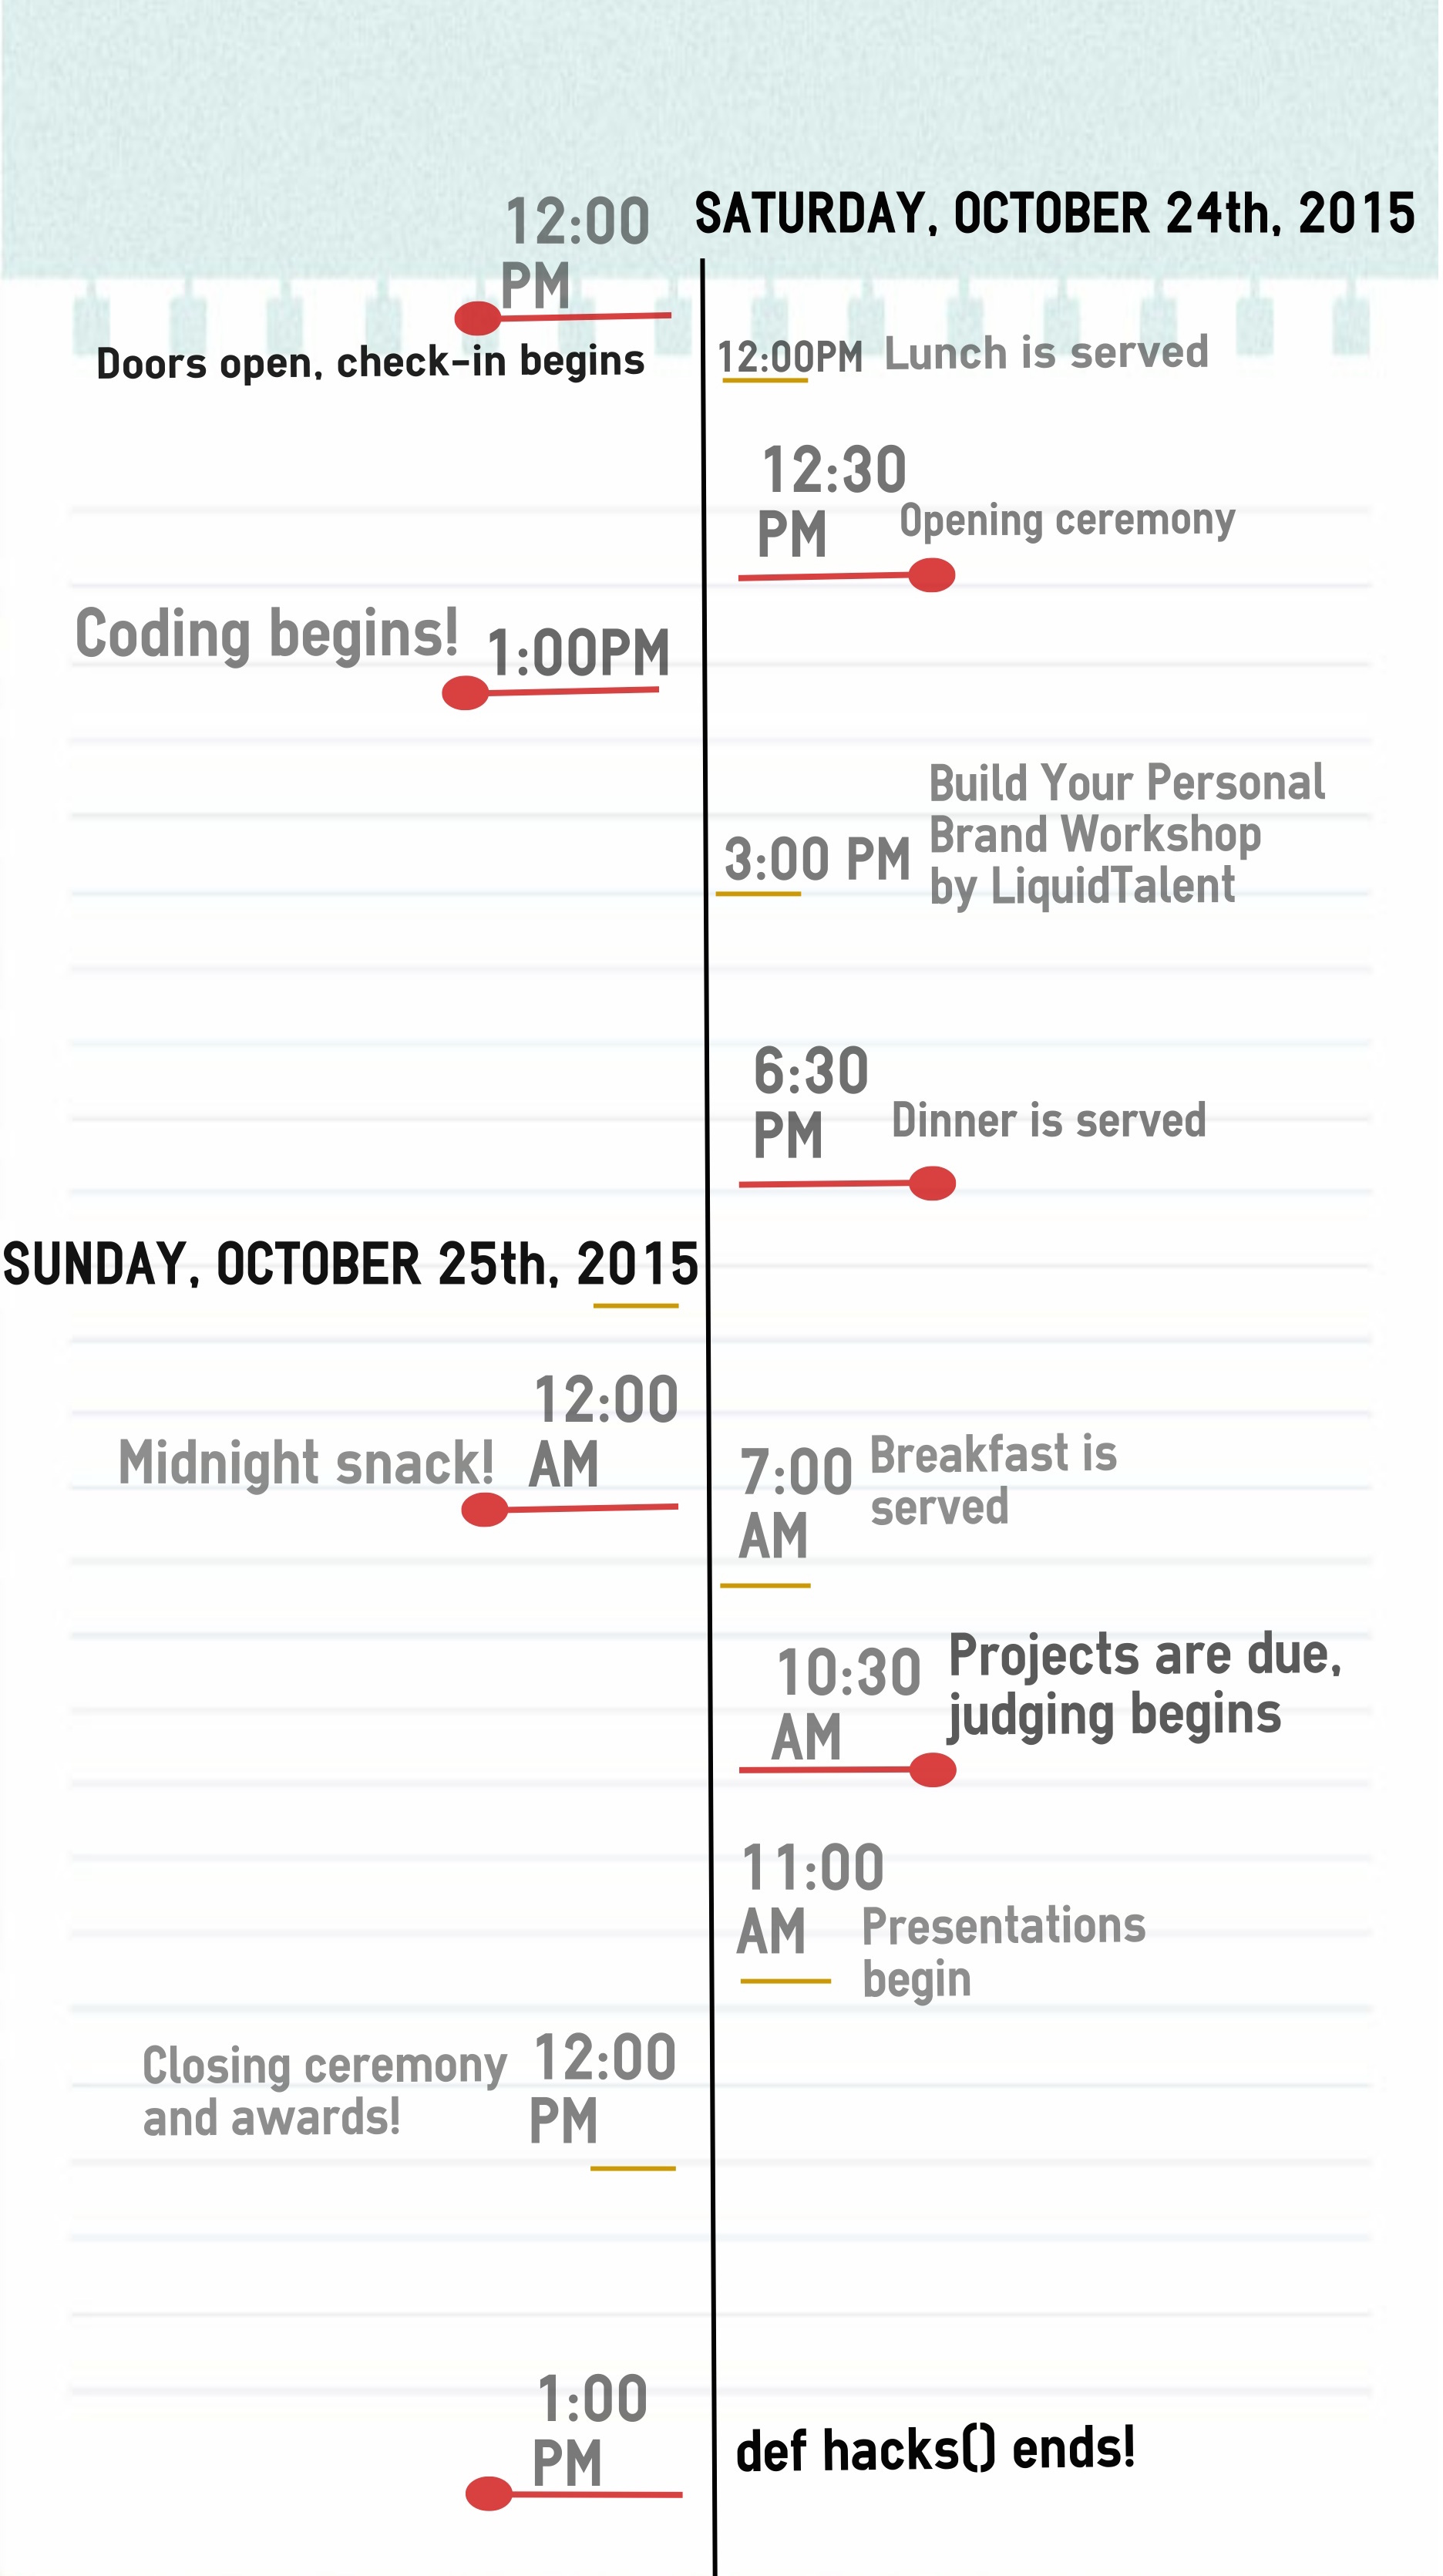 SATURDAY, OCTOBER 24th, 2015
12:00
PM
Doors open, check-in begins
12:00PM Lunch is served
12:30
PM
Opening ceremony
Coding begins! 1:00PM
3:00 PM
Build Your Personal
Brand Workshop
by LiquidTalent
6:30
PM
Dinner is served
SUNDAY, OCTOBER 25th, 2015
12:00
AM
Midnight snack!
7:00
AM
Breakfast is
served
10:30
AM
Projects are due,
judging begins
11:00
AM
Presentations
begin
12:00
PM
Closing ceremony
and awards!
1:00
PM
def hacks() ends!